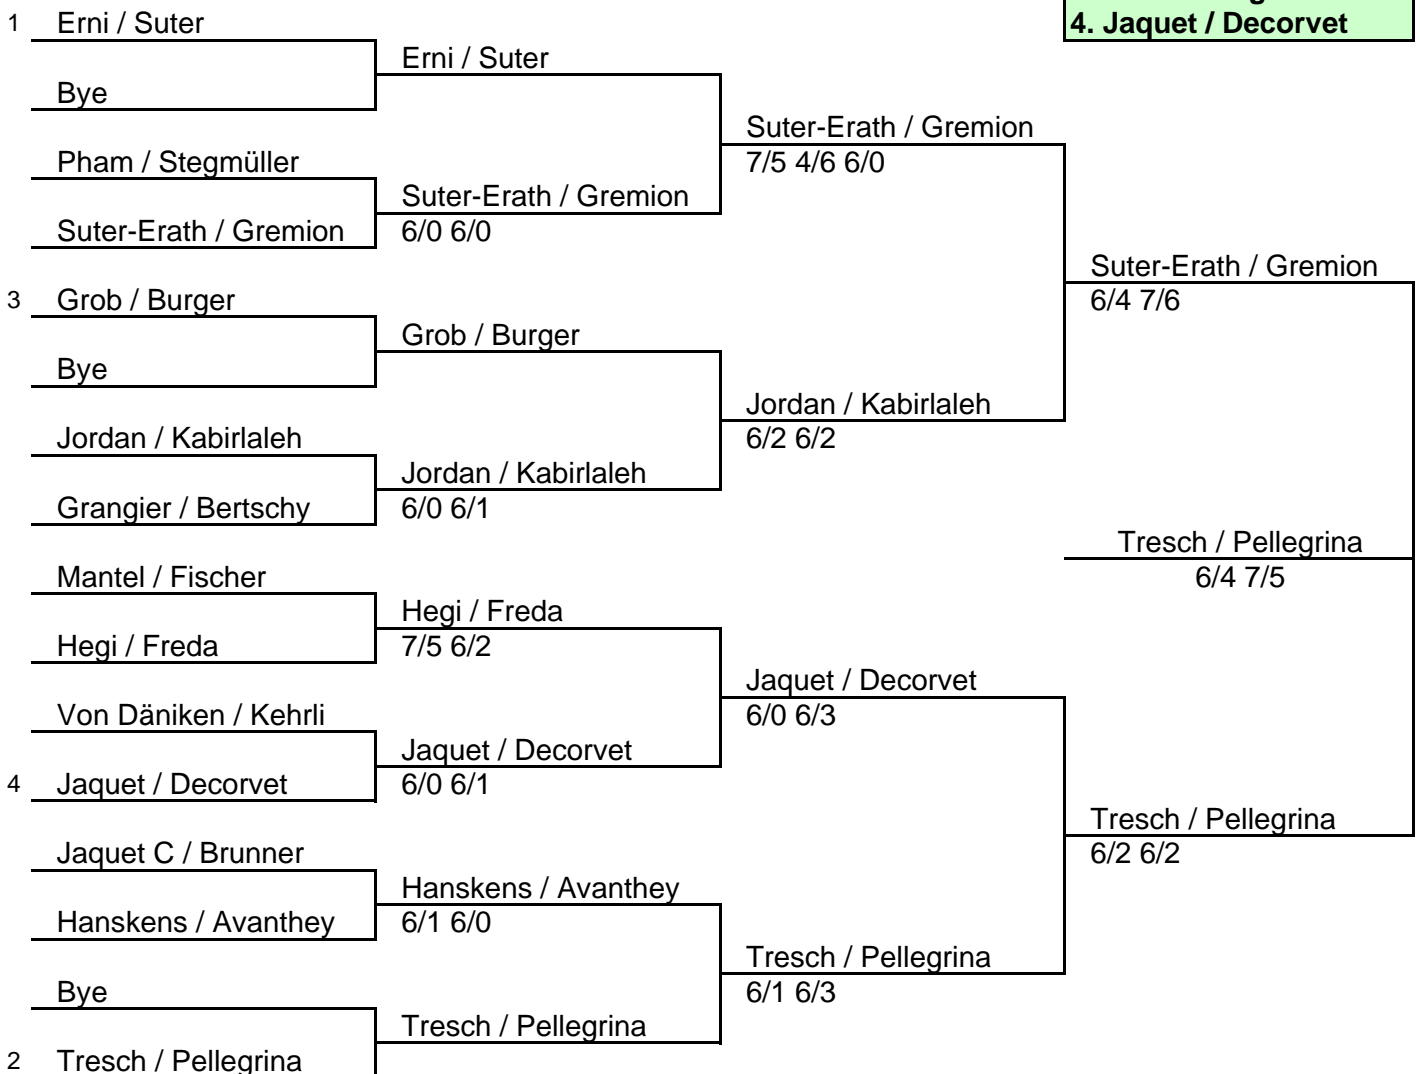 4. Jaquet / Decorvet
1 Erni / Suter
Bye
Pham / Stegmüller
Suter-Erath / Gremion
3 Grob / Burger
Bye
Jordan / Kabirlaleh
Grangier / Bertschy
Mantel / Fischer
Hegi / Freda
Von Däniken / Kehrli
4 Jaquet / Decorvet
Jaquet C / Brunner
Hanskens / Avanthey
Bye
2 Tresch / Pellegrina
Erni / Suter
Suter-Erath / Gremion
6/0 6/0
Grob / Burger
Jordan / Kabirlaleh
6/0 6/1
Hegi / Freda
7/5 6/2
Jaquet / Decorvet
6/0 6/1
Hanskens / Avanthey
6/1 6/0
Tresch / Pellegrina
Suter-Erath / Gremion
7/5 4/6 6/0
Jordan / Kabirlaleh
6/2 6/2
Jaquet / Decorvet
6/0 6/3
Tresch / Pellegrina
6/1 6/3
Suter-Erath / Gremion
6/4 7/6
Tresch / Pellegrina
6/2 6/2
Tresch / Pellegrina
6/4 7/5